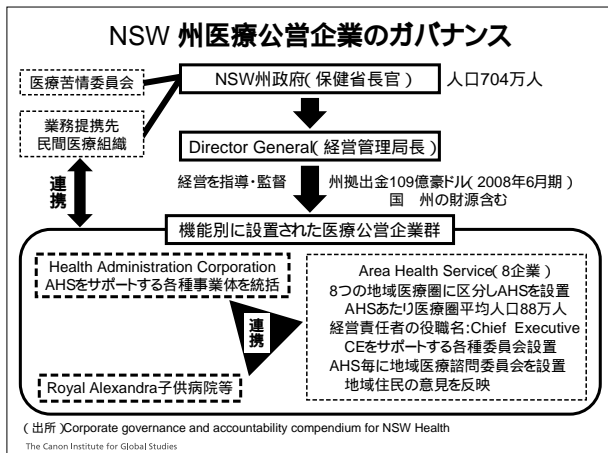 NSW 州医療公営企業のガバナンス
医療苦情委員会
NSW州政府(保健省長官)
人口704万人
業務提携先
民間医療組織
Director General(経営管理局長)
連携
経営を指導・監督
州拠出金109億豪ドル(2008年6月期)
国 州の財源含む
機能別に設置された医療公営企業群
Health Administration Corporation
AHSをサポートする各種事業体を統括
連携
Royal Alexandra子供病院等
Area Health Service(8企業)
8つの地域医療圏に区分しAHSを設置
AHSあたり医療圏平均人口88万人
経営責任者の役職名:Chief Executive
CEをサポートする各種委員会設置
AHS毎に地域医療諮問委員会を設置
地域住民の意見を反映
(出所)Corporate governance and accountability compendium for NSW Health
The Canon Institute for Global Studies